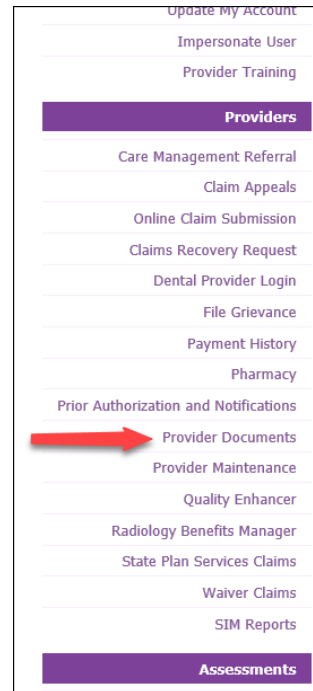 Update My Account
Impersonate User
Provider Training
Providers
Care Management Referral
Claim Appeals
Online Claim Submission
Claims Recovery Request
Dental Provider Login
File Grievance
Payment History
Pharmacy
Prior Authorization and Notifications
Provider Documents
Provider Maintenance
Quality Enhancer
Radiology Benefits Manager
State Plan Services Claims
Waiver Claims
SIM Reports
Assessments